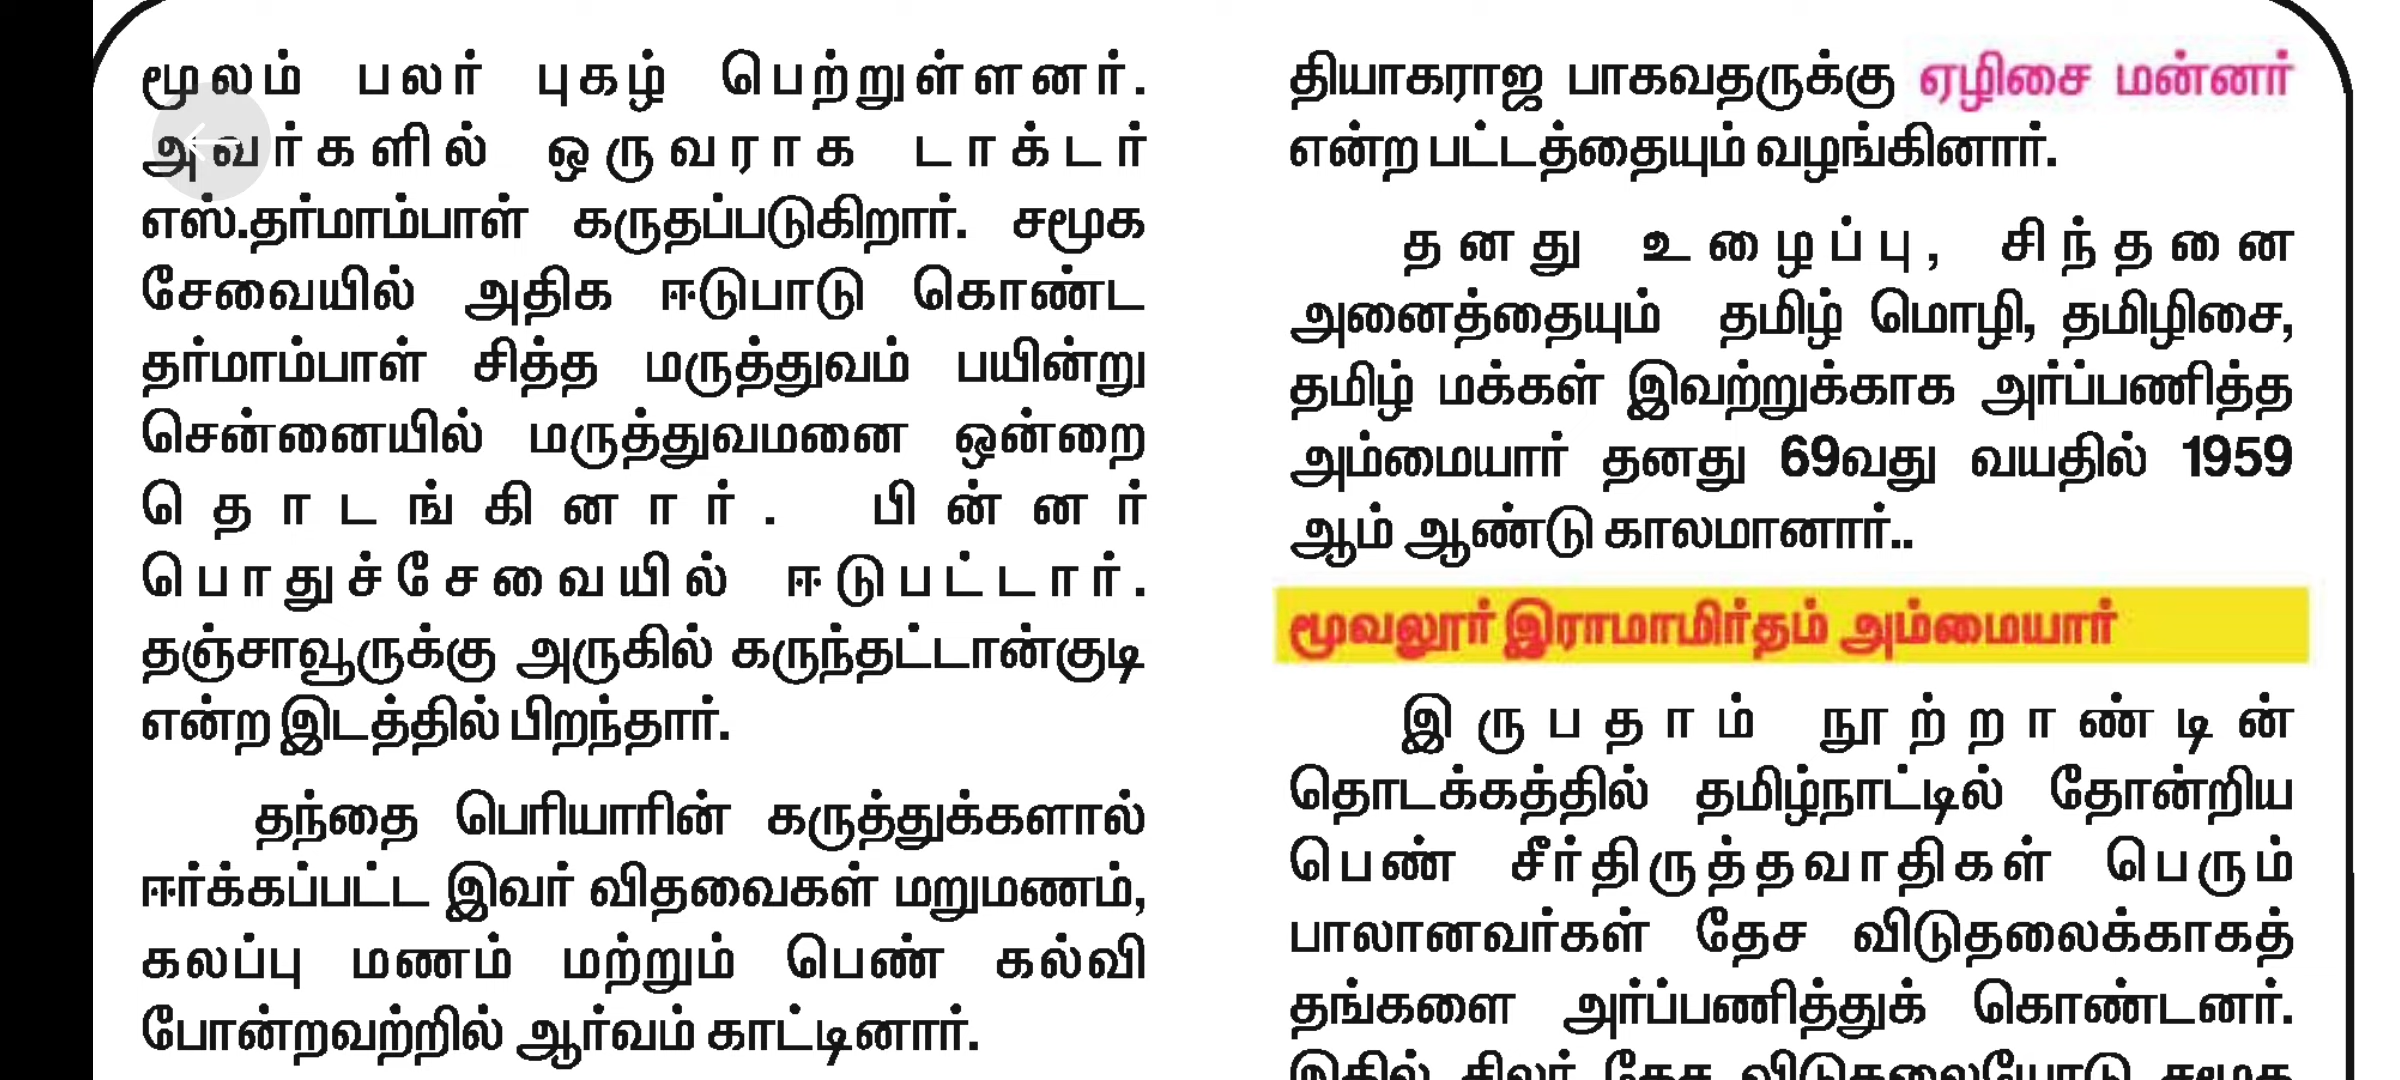 மூலம் பலர் புகழ் பெற்றுள்ளனர்.
அவர்களில் ஒருவராக டாக்டர்
எஸ்.தர்மாம்பாள் கருதப்படுகிறார். சமூக
சேவையில் அதிக ஈடுபாடு கொண்ட
தர்மாம்பாள் சித்த மருத்துவம் பயின்று
சென்னையில் மருத்துவமனை ஒன்றை
தொடங்கினார். பின்னர்
பொதுச்சேவையில் ஈடுபட்டார்.
தஞ்சாவூருக்கு அருகில் கருந்தட்டான்குடி
என்ற இடத்தில் பிறந்தார்.
தந்தை பெரியாரின் கருத்துக்களால்
ஈர்க்கப்பட்ட இவர் விதவைகள் மறுமணம்,
கலப்பு மணம் மற்றும் பெண் கல்வி
போன்றவற்றில் ஆர்வம் காட்டினார்.
தியாகராஜ பாகவதருக்கு ஏழிசை மன்னர்
என்ற பட்டத்தையும் வழங்கினார்.
தனது உழைப்பு, சிந்தனை
அனைத்தையும் தமிழ் மொழி, தமிழிசை,
தமிழ் மக்கள் இவற்றுக்காக அர்ப்பணித்த
அம்மையார் தனது 69வது வயதில் 1959
ஆம் ஆண்டு காலமானார்..
மூவலூர் இராமாமிர்தம் அம்மையார்
இருபதாம் நூற்றாண்டின்
தொடக்கத்தில் தமிழ்நாட்டில் தோன்றிய
பெண் சீர்திருத்தவாதிகள் பெரும்
பாலானவர்கள் தேச விடுதலைக்காகத்
தங்களை அர்ப்பணித்துக் கொண்டனர்.
இதில் சிலர் தேச விடுதலையோடு சமூக